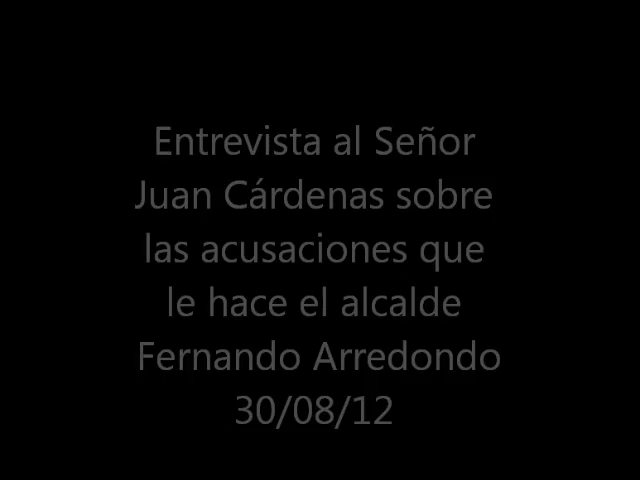 Entrevista al Señor
Juan Cárdenas sobre
las acusaciones que
le hace el alcalde
Fernando Arredondo
30/08/12